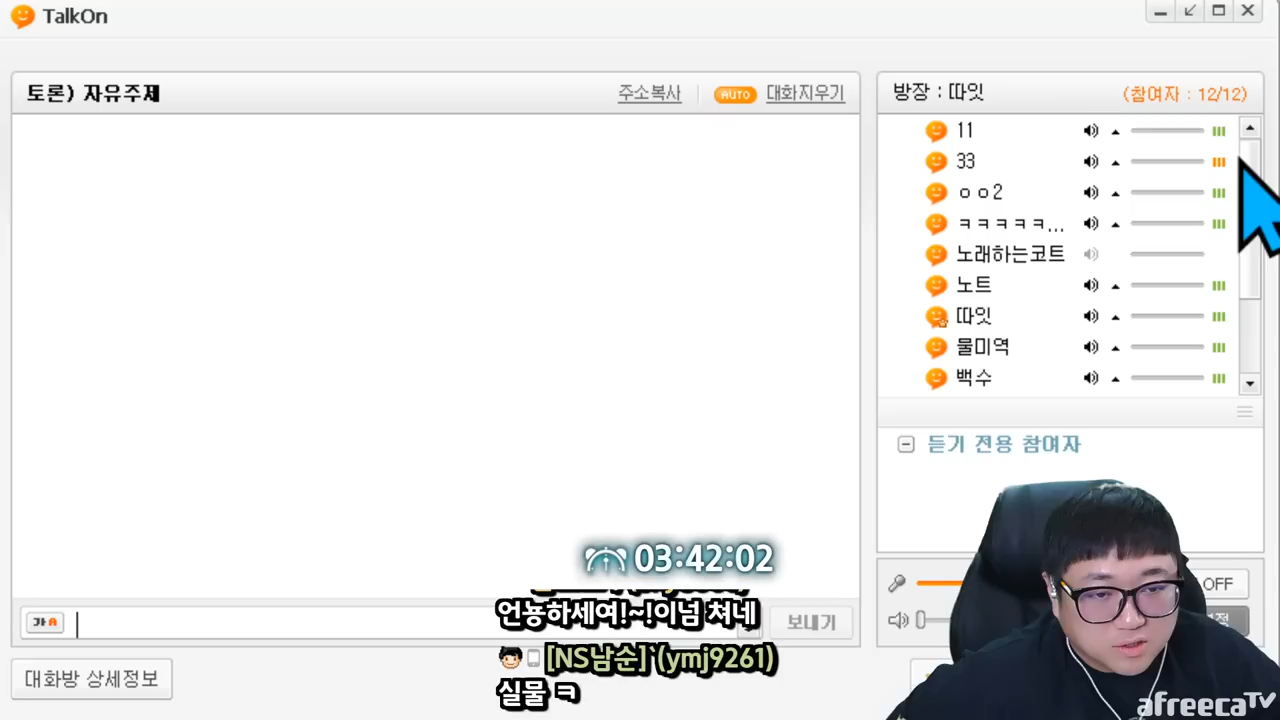 TalkOn
토론) 자유주제
주소복사
AUTO 대화지우기
방장 : 따잇
(참여자 : 12/12)
11
33
ㅇㅇ2
ㅋㅋㅋㅋㅋ...
노래하는코트
노트
따잇
물미역
백수
듣기 전용 참여자
OFF
03:42:02
언뇽하세여!~!이넘 쳐네
[NS남순] (ymj9261)
실물 ㅋ
가A
보내기
대화방 상세정보
afreecaTV